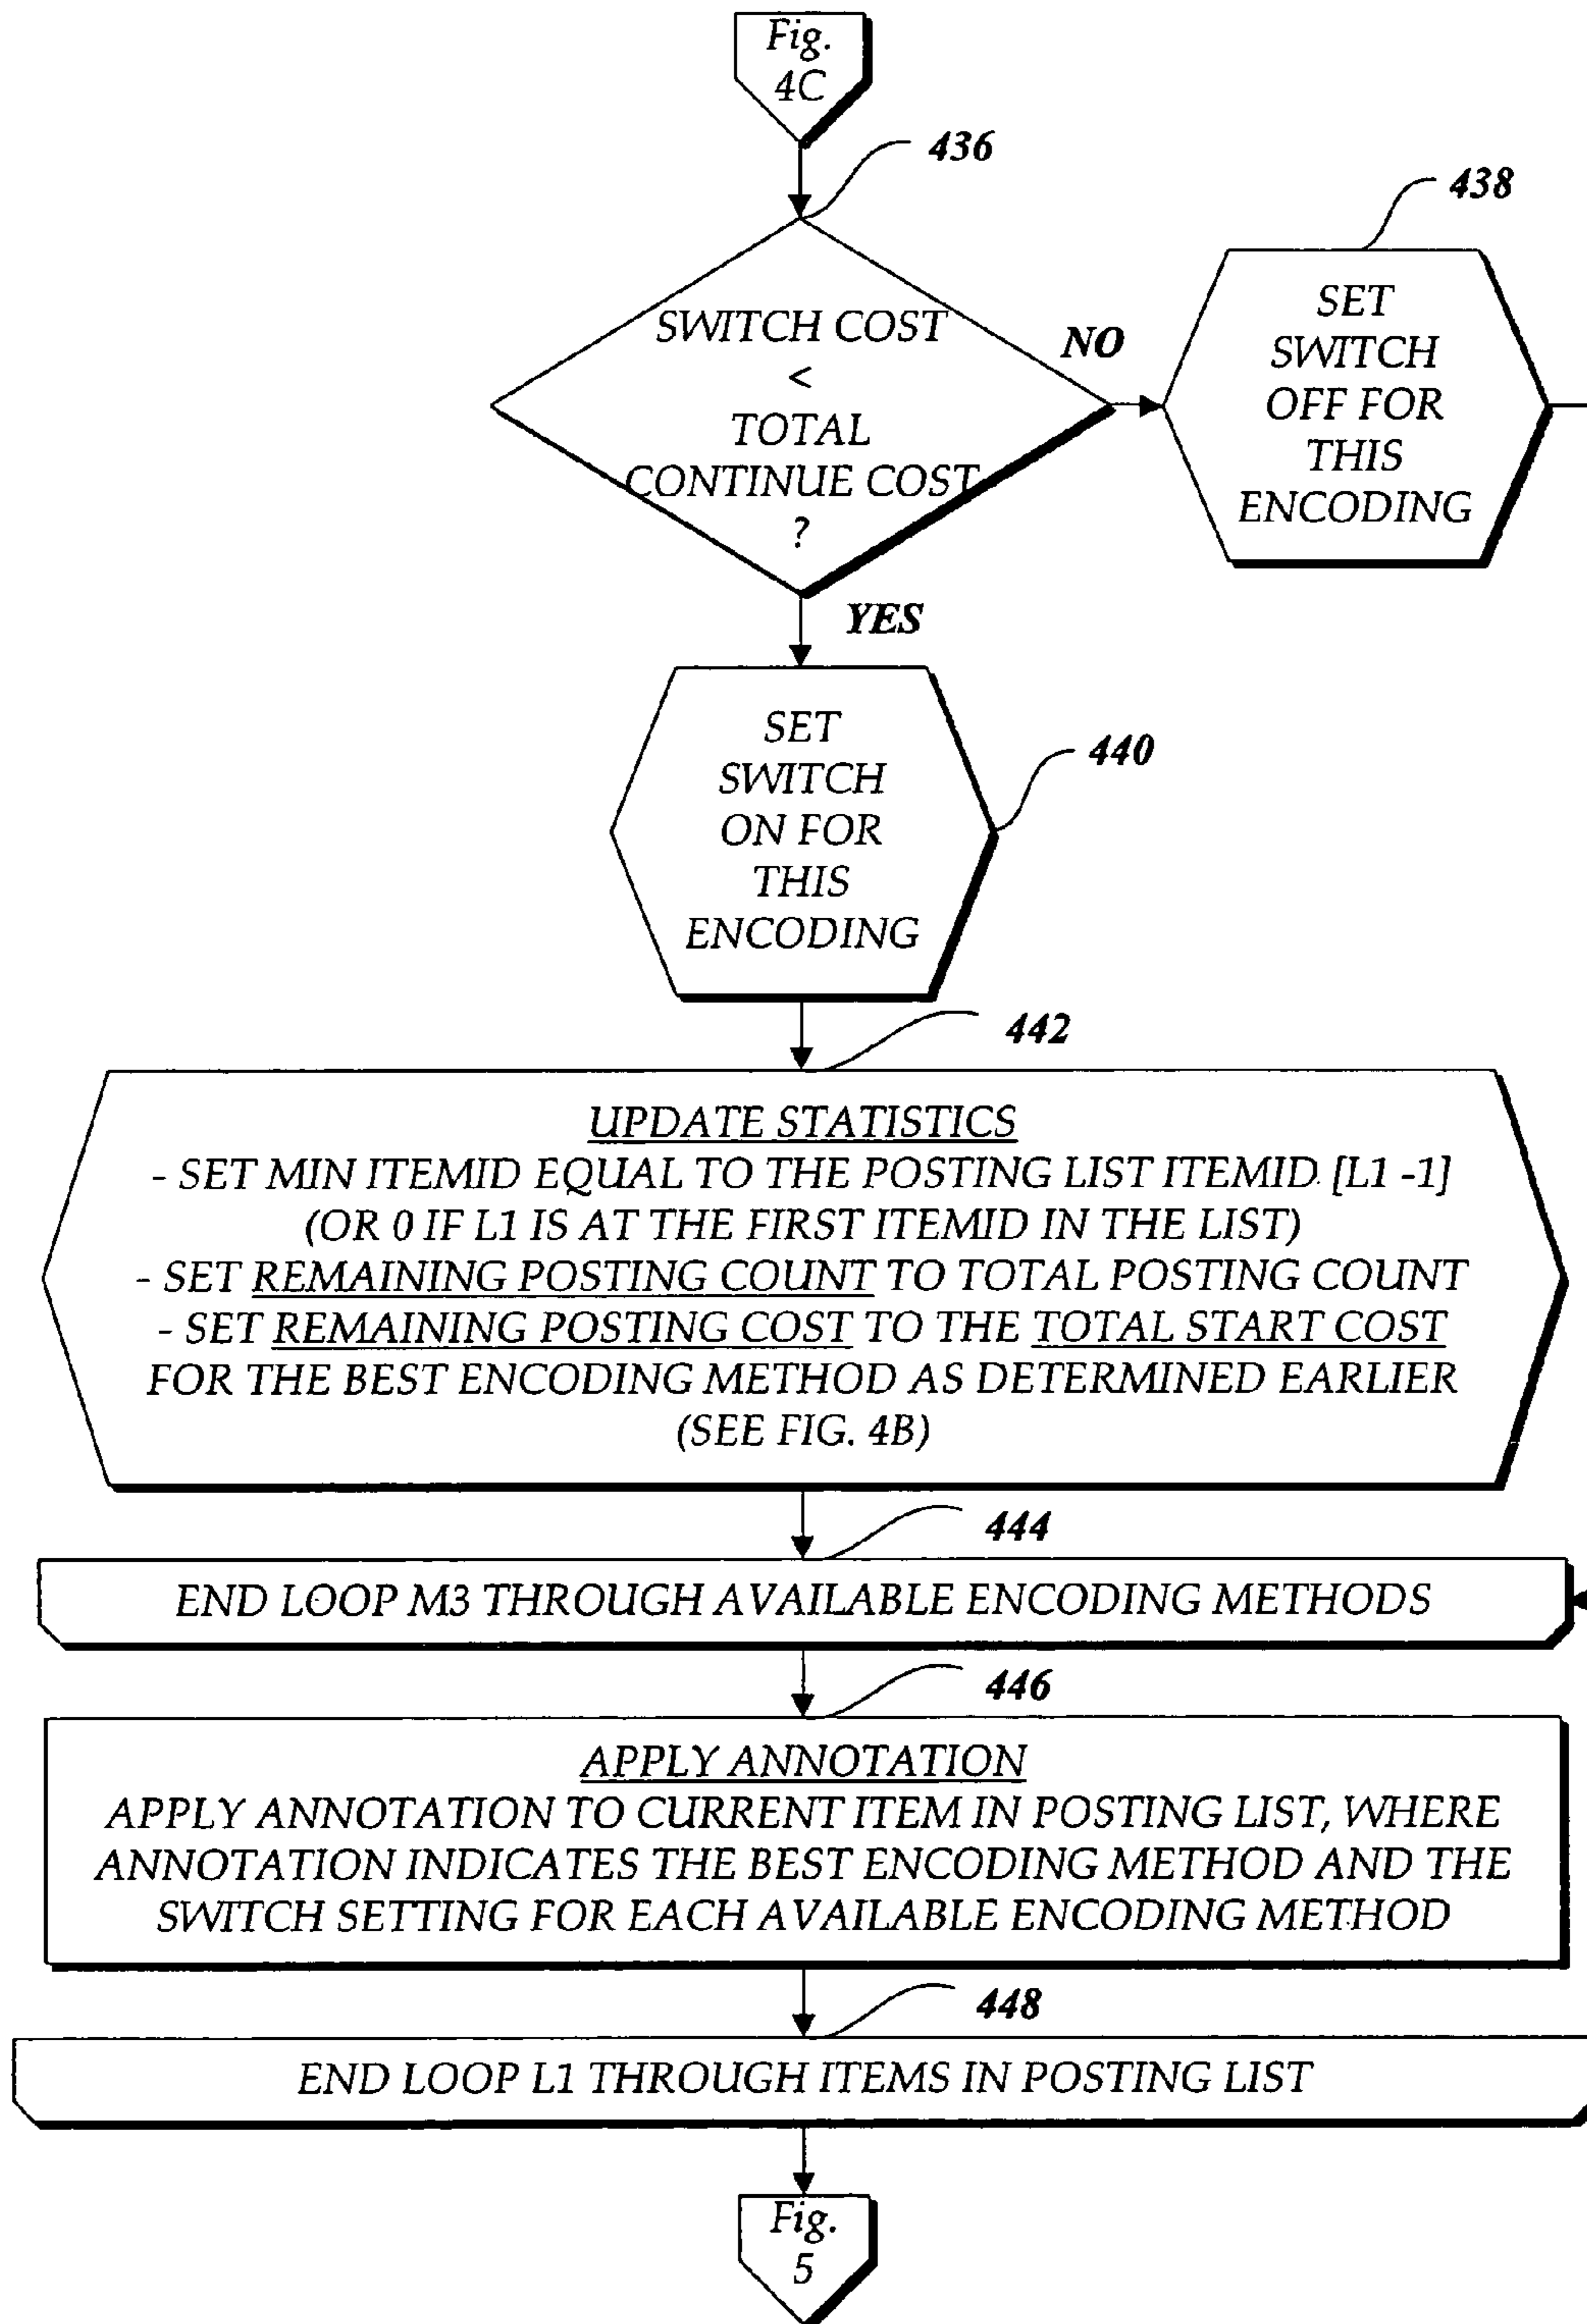 Fig.
4C
436
438
SWITCH COST
<
TOTAL
CONTINUE COST
?
NO
SET
SWITCH
OFF FOR
THIS
ENCODING
YES
SET
SWITCH
ON FOR
THIS
ENCODING
440
442
UPDATE STATISTICS
- SET MIN ITEMID EQUAL TO THE POSTING LIST ITEMID [L1 -1]
(OR 0 IF L1 IS AT THE FIRST ITEMID IN THE LIST)
- SET REMAINING POSTING COUNT TO TOTAL POSTING COUNT
- SET REMAINING POSTING COST TO THE TOTAL START COST
FOR THE BEST ENCODING METHOD AS DETERMINED EARLIER
(SEE FIG. 4B)
444
END LOOP M3 THROUGH AVAILABLE ENCODING METHODS
446
APPLY ANNOTATION
APPLY ANNOTATION TO CURRENT ITEM IN POSTING LIST, WHERE
ANNOTATION INDICATES THE BEST ENCODING METHOD AND THE
SWITCH SETTING FOR EACH AVAILABLE ENCODING METHOD
448
END LOOP L1 THROUGH ITEMS IN POSTING LIST
Fig.
5